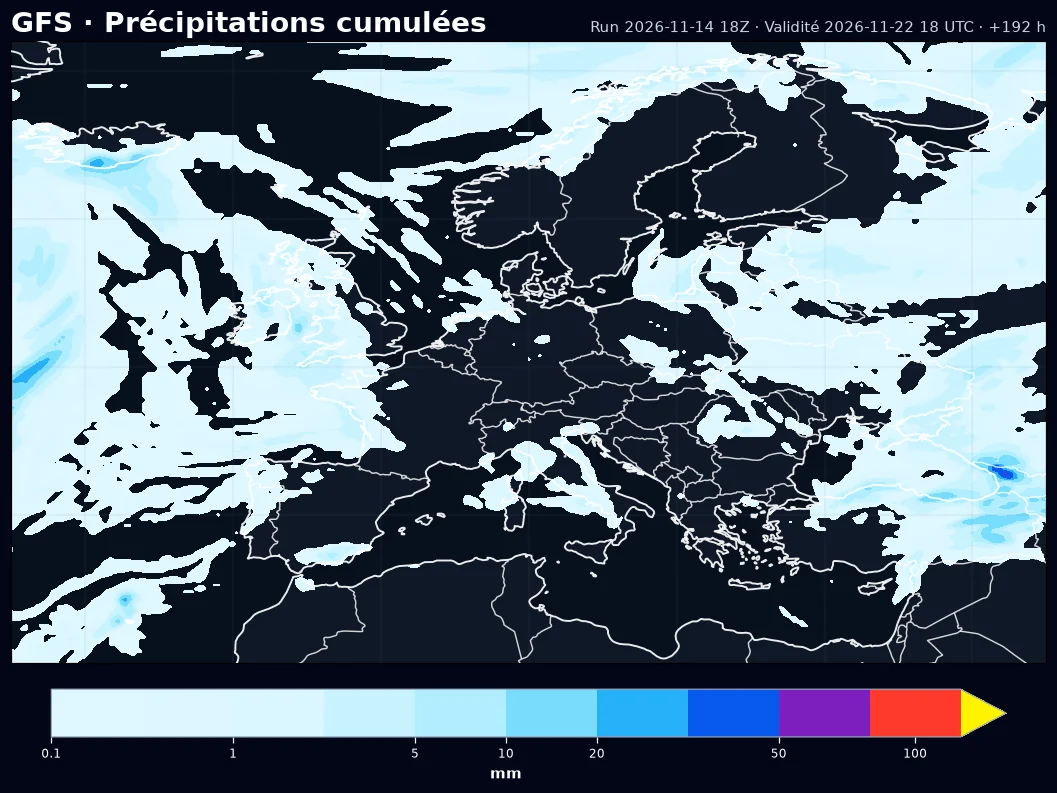 GFS · Précipitations cumulées
Run 2026-11-14 18Z · Validité 2026-11-22 18 UTC · +192 h
0.1 1 5 10 20 50 100
mm